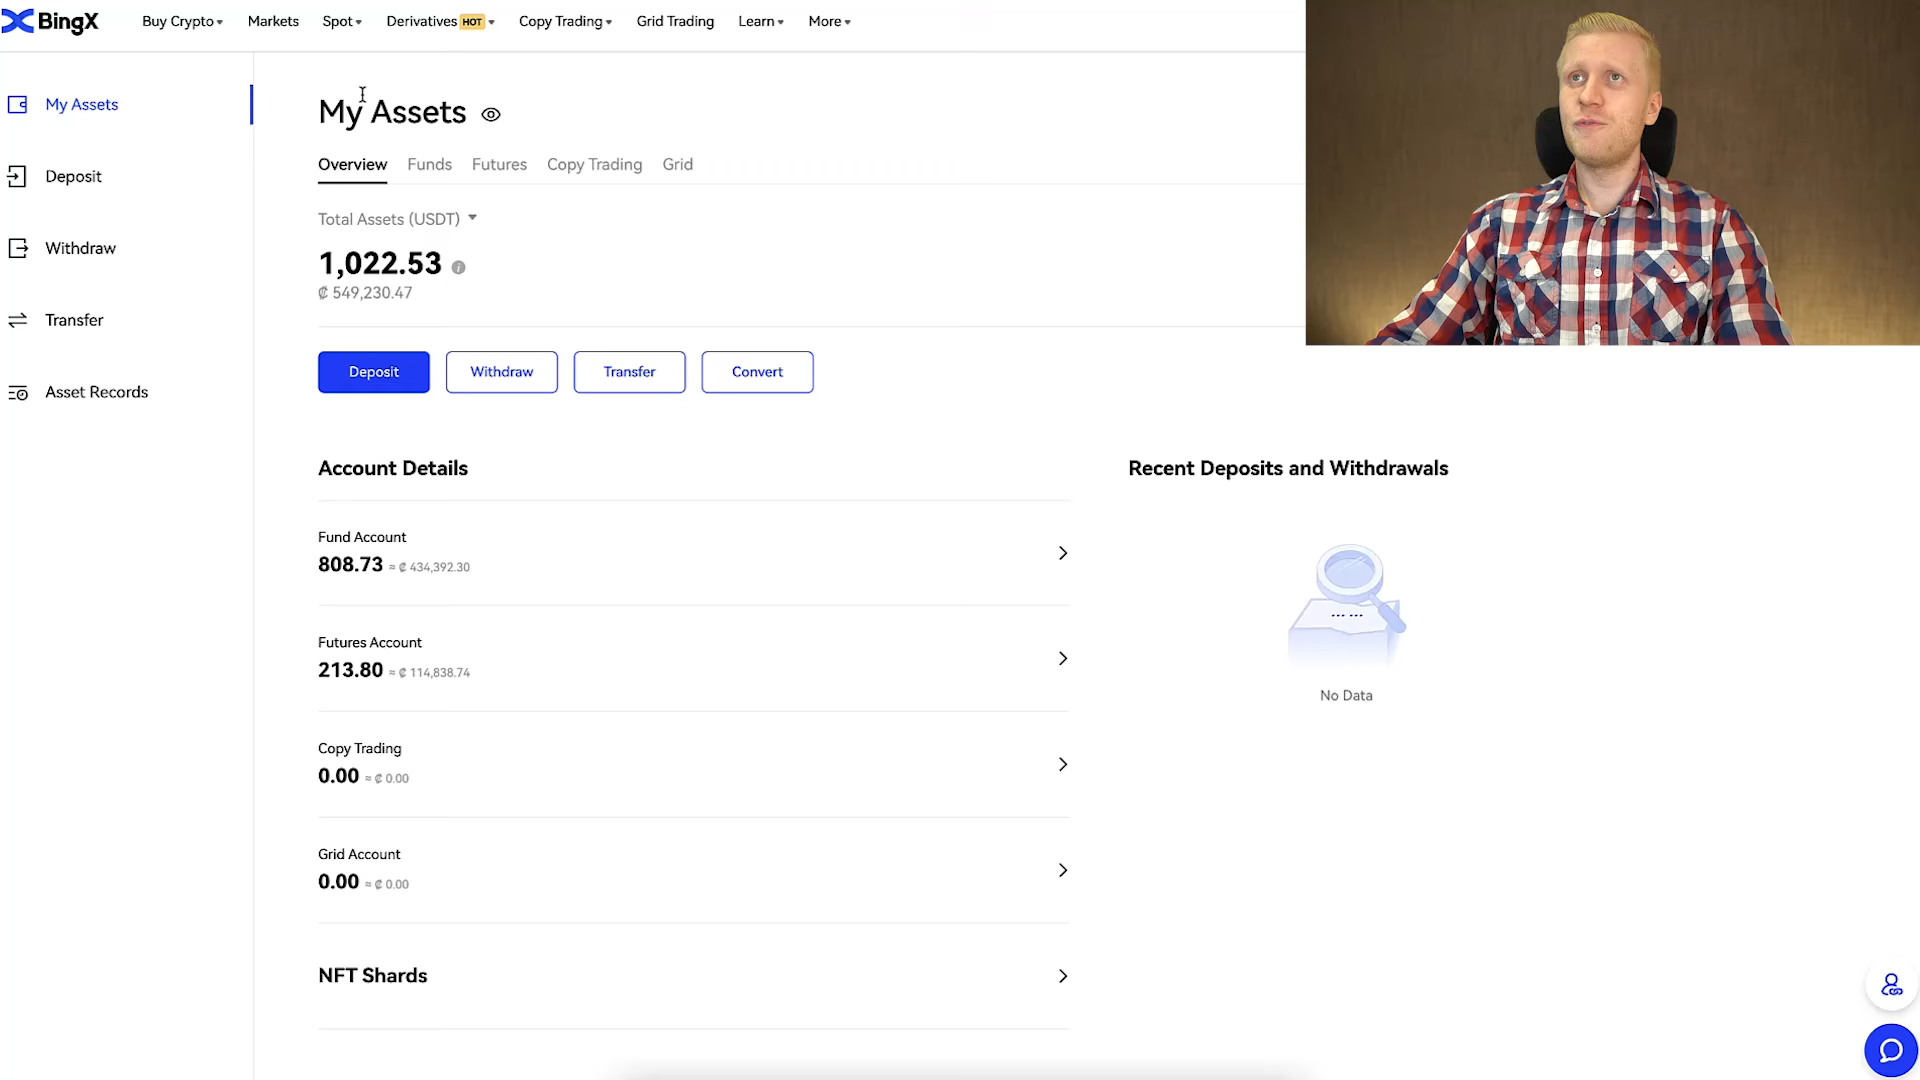 BingX
Buy Crypto Markets Spot Derivatives HOT Copy Trading Grid Trading Learn More
My Assets
Deposit
Withdraw
Transfer
Asset Records
My Assets
Overview Funds Futures Copy Trading Grid
Total Assets (USDT)
1,022.53
₡ 549,230.47
Deposit Withdraw Transfer Convert
Account Details
Fund Account
808.73 ≈ ₡ 434,392.30
Futures Account
213.80 ≈ ₡ 114,838.74
Copy Trading
0.00 ≈ ₡ 0.00
Grid Account
0.00 ≈ ₡ 0.00
NFT Shards
Recent Deposits and Withdrawals
No Data